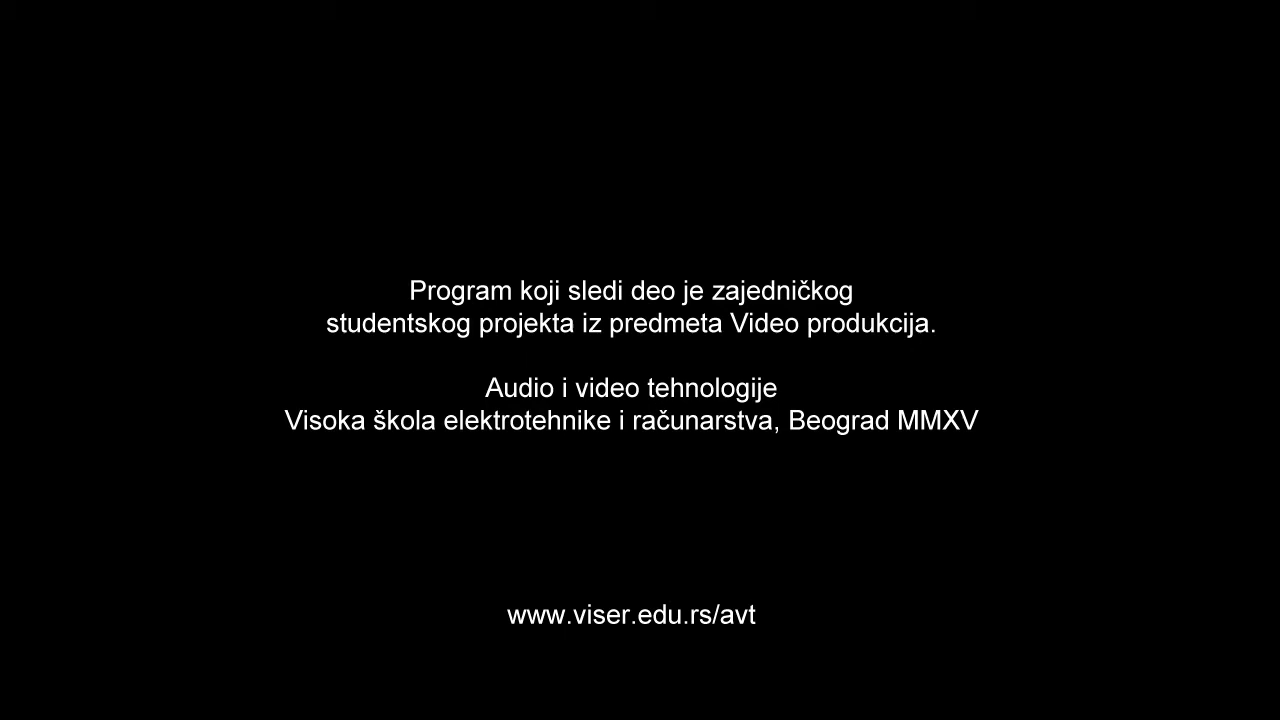 Program koji sledi deo je zajedničkog
studentskog projekta iz predmeta Video produkcija.
Audio i video tehnologije
Visoka škola elektrotehnike i računarstva, Beograd MMXV
www.viser.edu.rs/avt